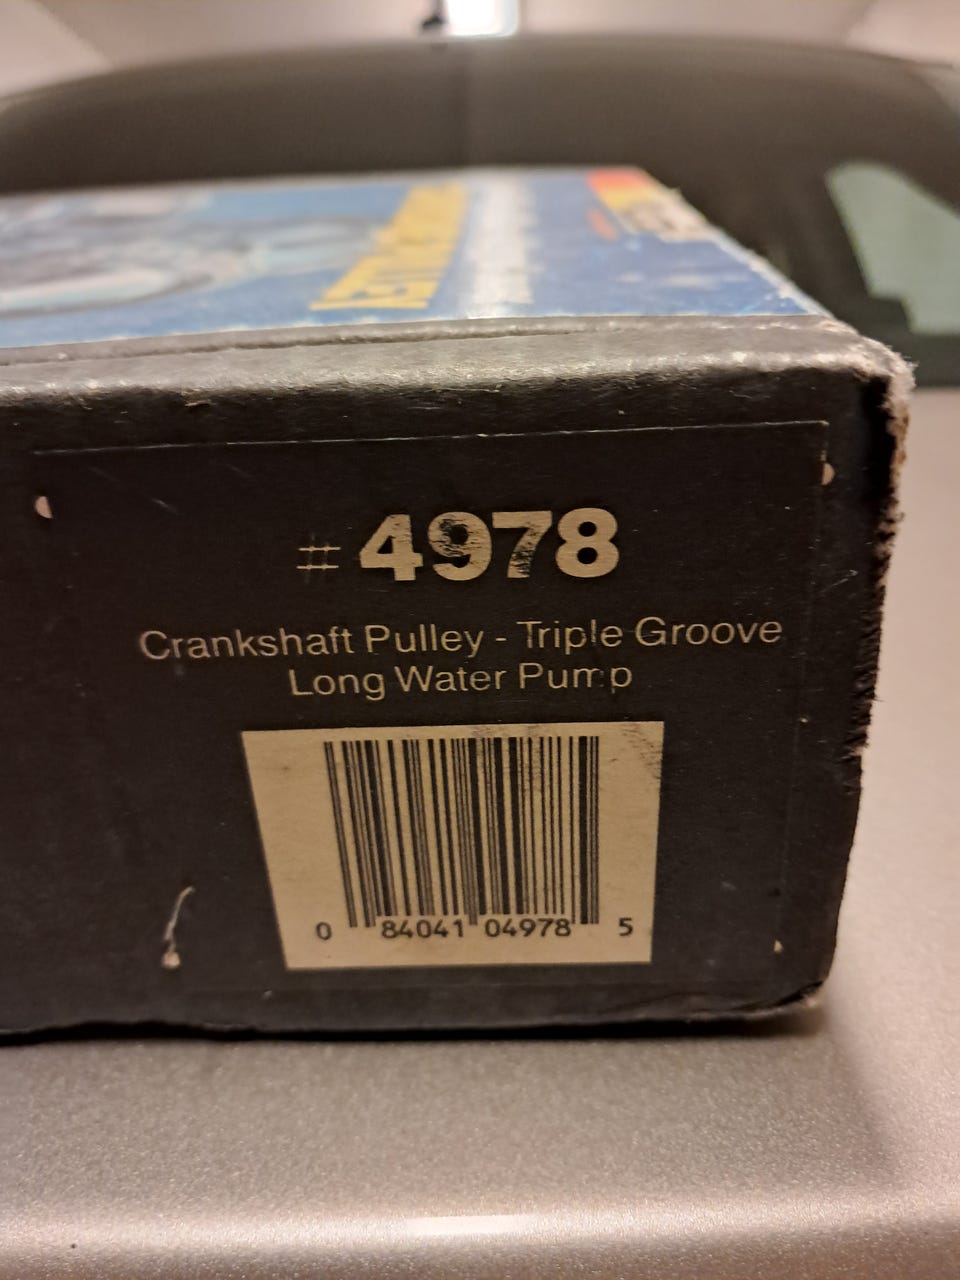 #4978
Crankshaft Pulley - Triple Groove
Long Water Pump
0 84041 04978 5